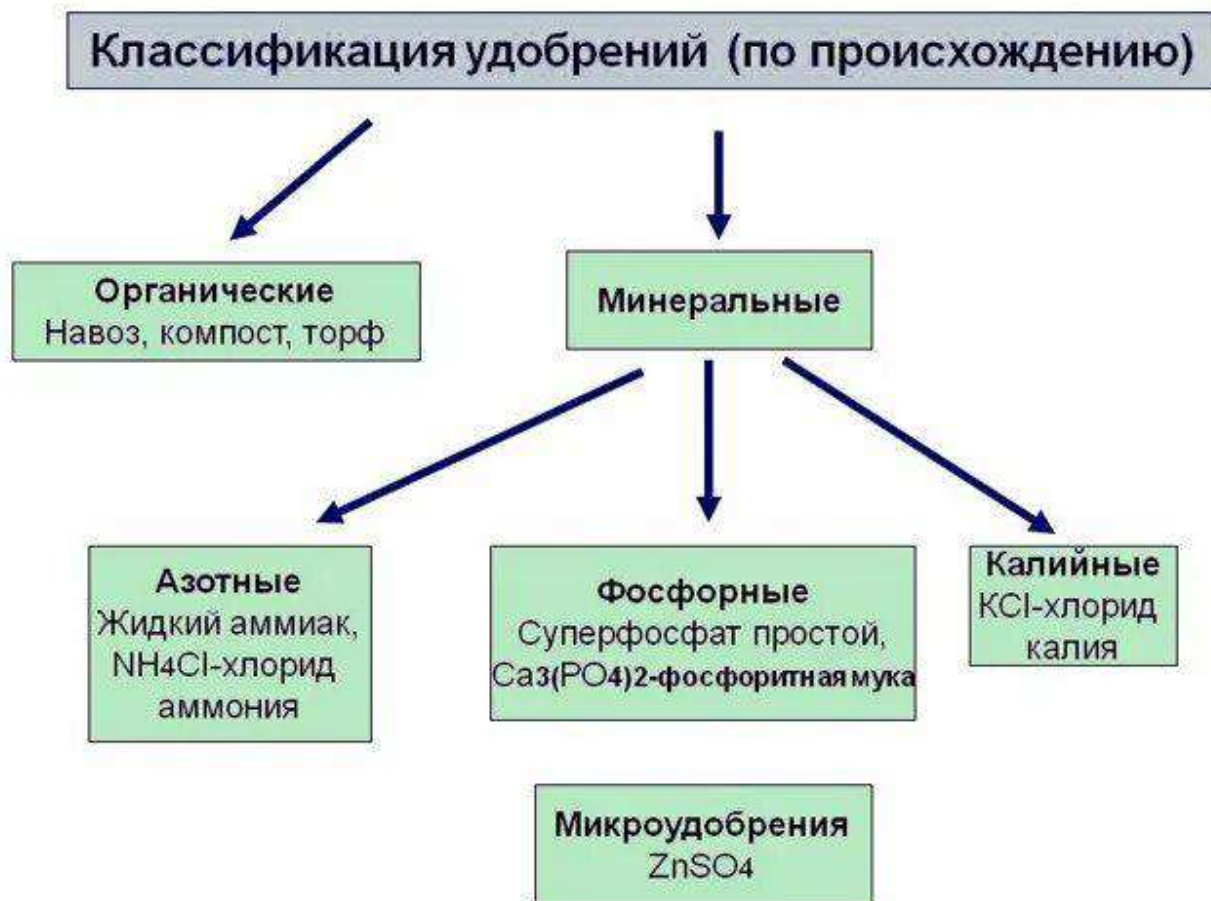 Классификация удобрений (по происхождению)
Органические
Навоз, компост, торф
Минеральные
Азотные
Жидкий аммиак,
NH4Cl-хлорид
аммония
Фосфорные
Суперфосфат простой,
Ca3(PO4)2-фосфоритная мука
Калийные
KCl-хлорид
калия
Микроудобрения
ZnSO4